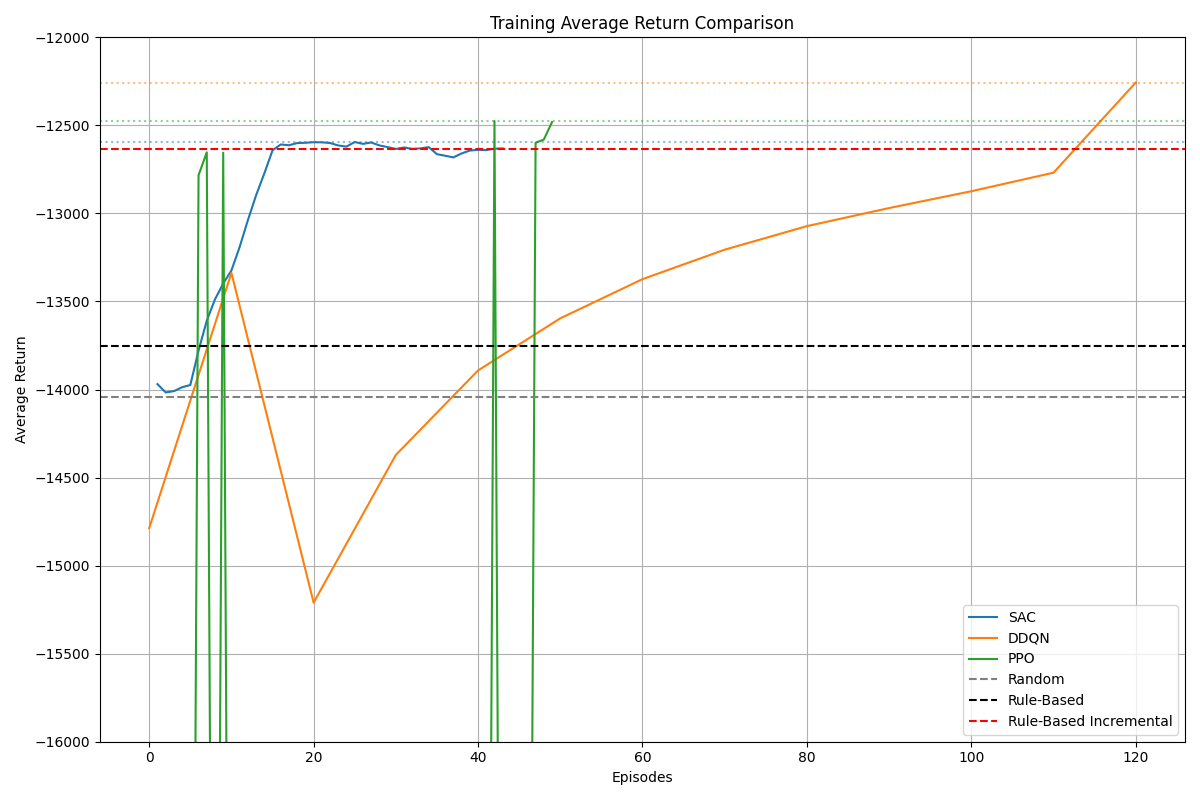 Training Average Return Comparison
−12000
−12500
−13000
−13500
−14000
−14500
−15000
−15500
−16000
Average Return
0 20 40 60 80 100 120
Episodes
SAC
DDQN
PPO
Random
Rule-Based
Rule-Based Incremental